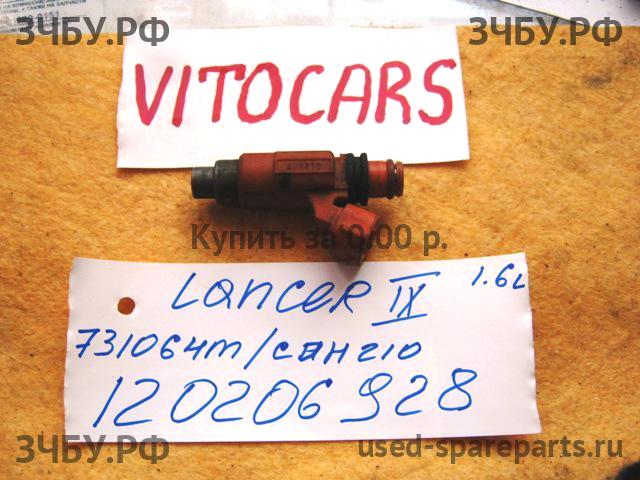 ЗЧБУ.РФ
ЗЧБУ.РФ
VITOCARS
CDH210
Купить за 0.00 р.
Lancer IX 1.6L
731064m/CDH210
120206928
ЗЧБУ.РФ
used-spareparts.ru